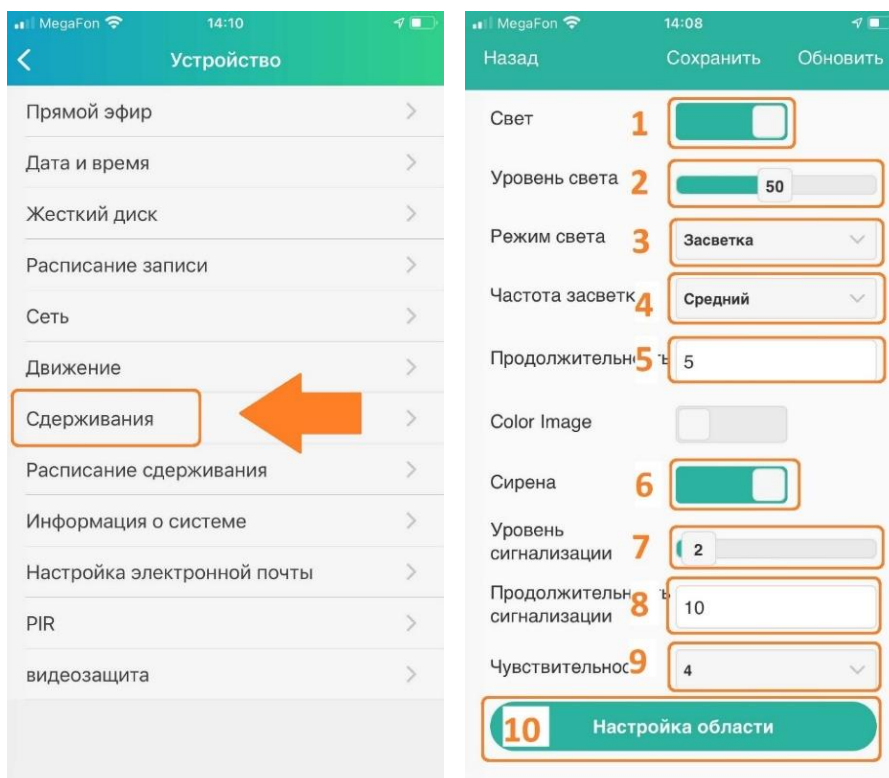 MegaFon 14:10
Устройство
Прямой эфир
Дата и время
Жесткий диск
Расписание записи
Сеть
Движение
Сдерживания
Расписание сдерживания
Информация о системе
Настройка электронной почты
PIR
видеозащита
MegaFon 14:08
Назад Сохранить Обновить
Свет 1
Уровень света 2 50
Режим света 3 Засветка
Частота засветк 4 Средний
Продолжительн 5 ть 5
Color Image
Сирена 6
Уровень
сигнализации 7 2
Продолжительн ть
сигнализации 8 10
Чувствительнос 9 4
10 Настройка области